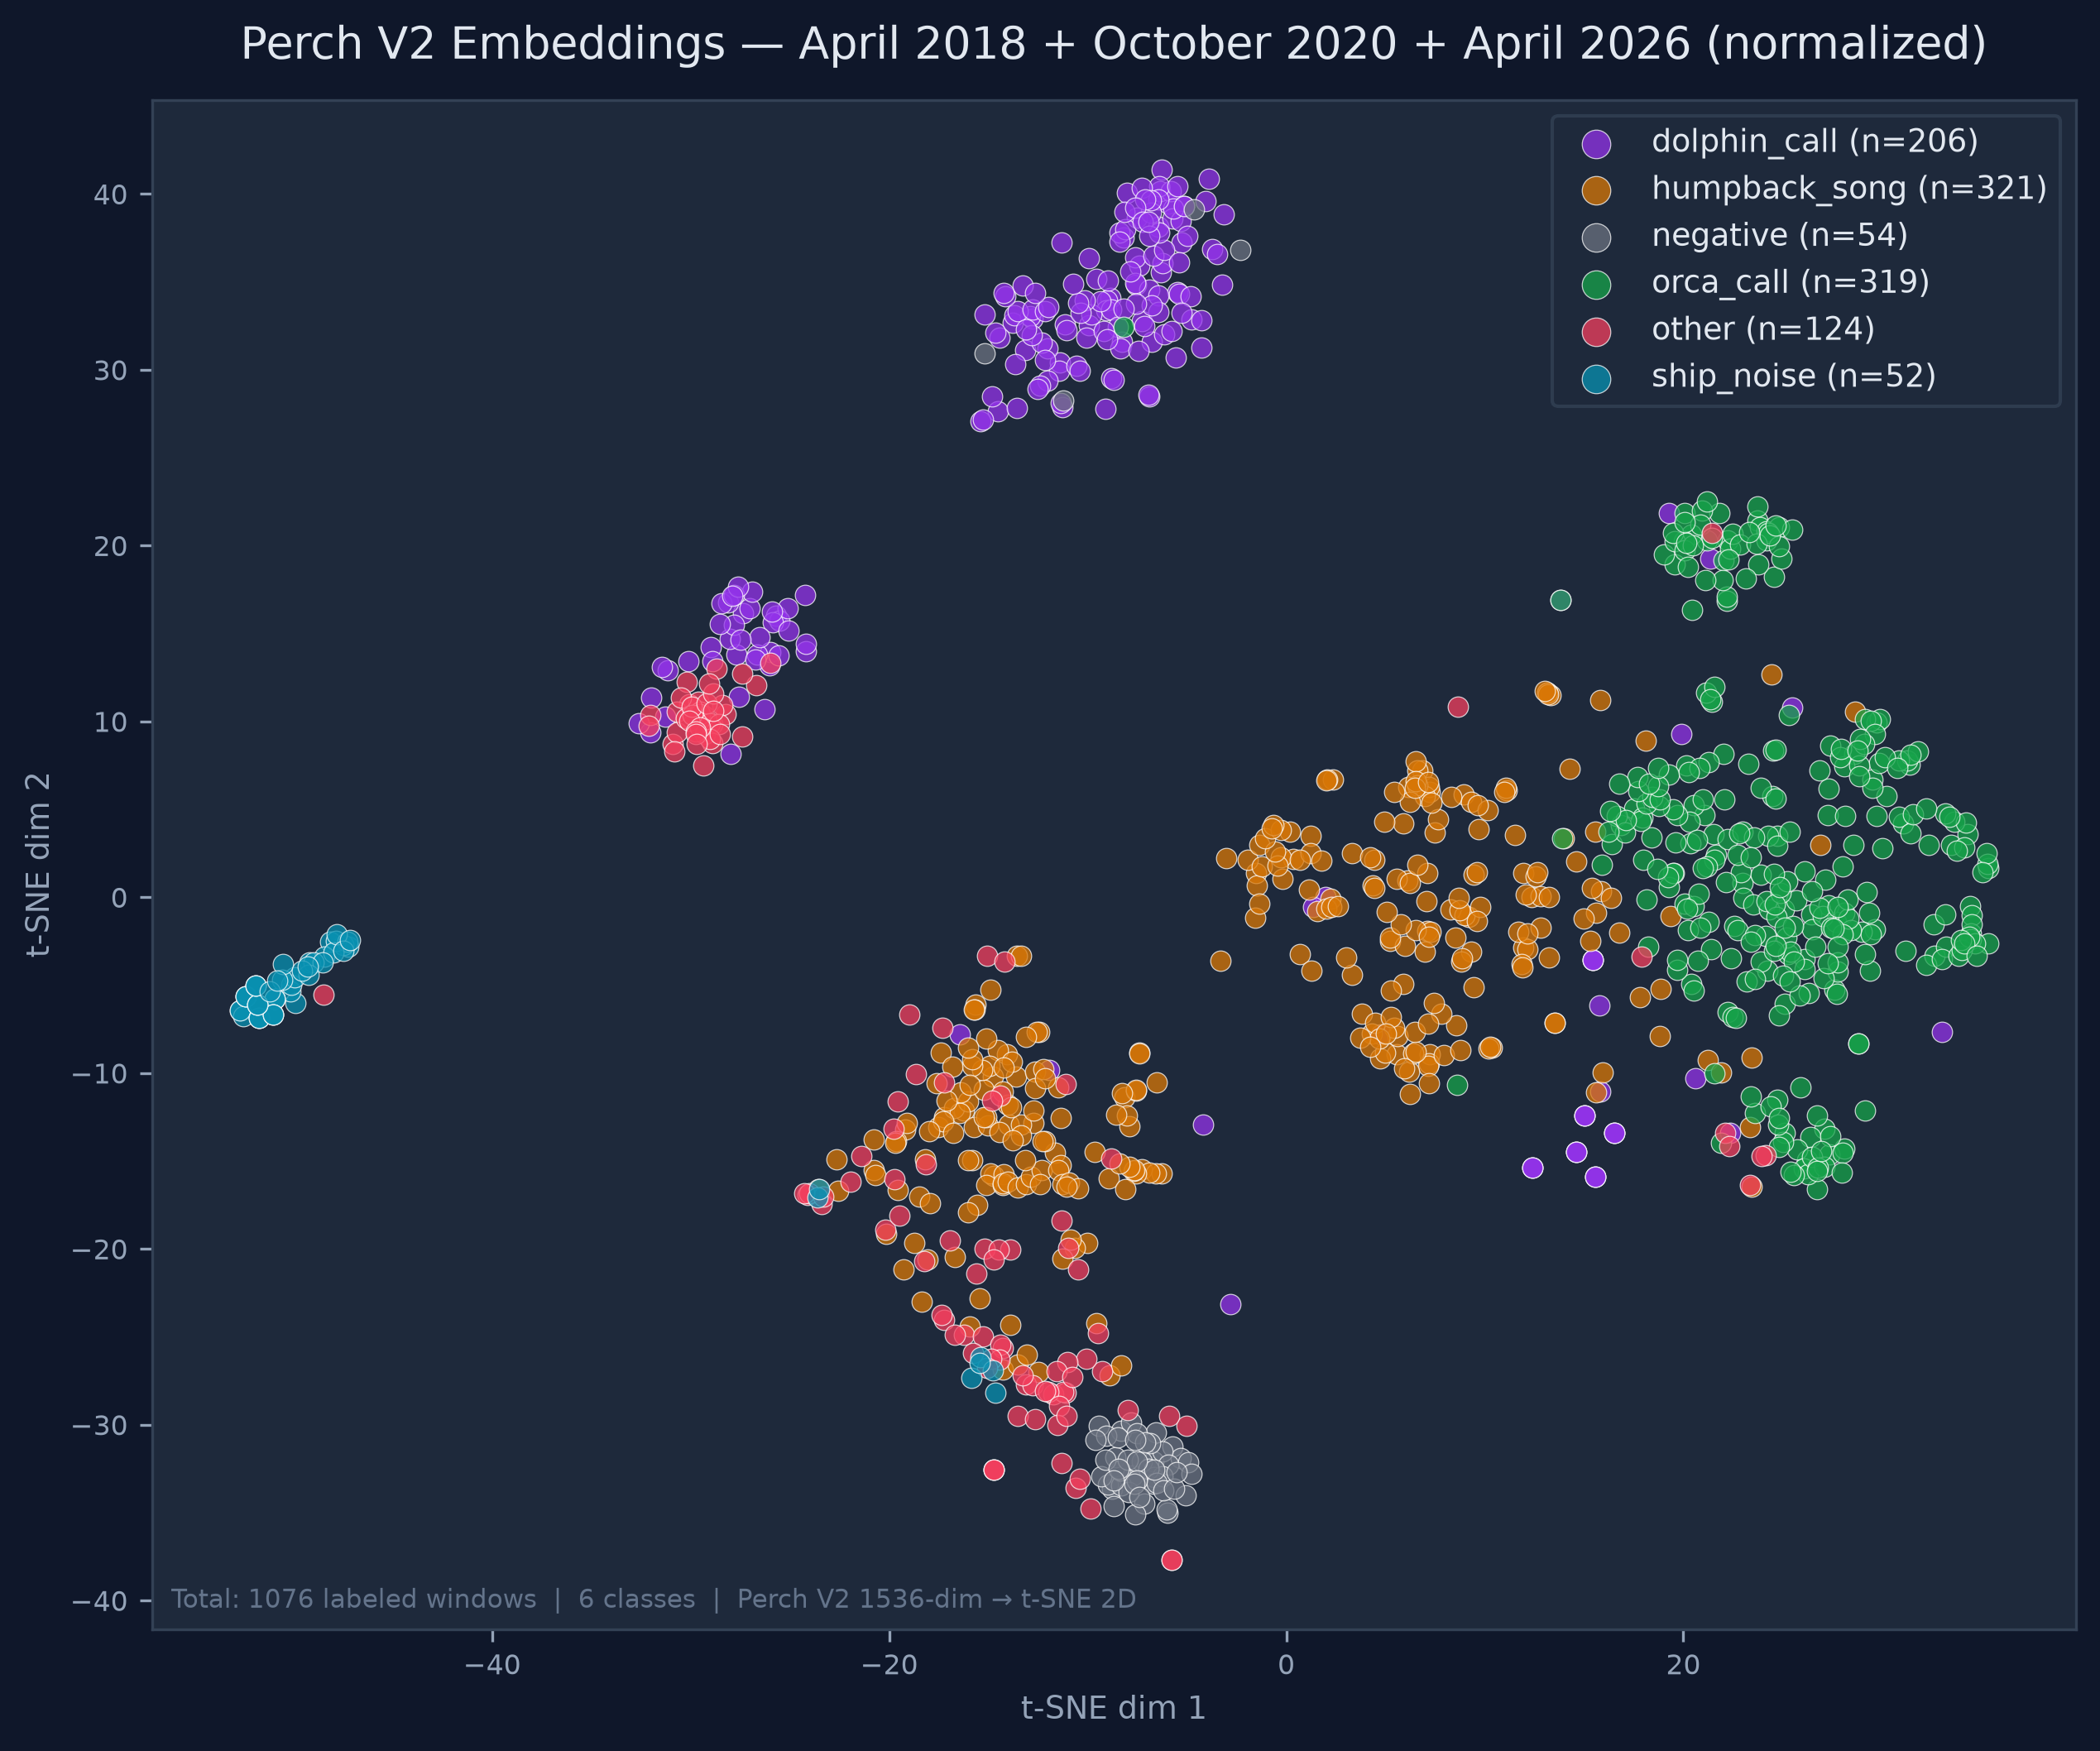 Perch V2 Embeddings — April 2018 + October 2020 + April 2026 (normalized)
dolphin_call (n=206)
humpback_song (n=321)
negative (n=54)
orca_call (n=319)
other (n=124)
ship_noise (n=52)
t-SNE dim 2
40
30
20
10
0
−10
−20
−30
−40
Total: 1076 labeled windows | 6 classes | Perch V2 1536-dim → t-SNE 2D
−40 −20 0 20
t-SNE dim 1